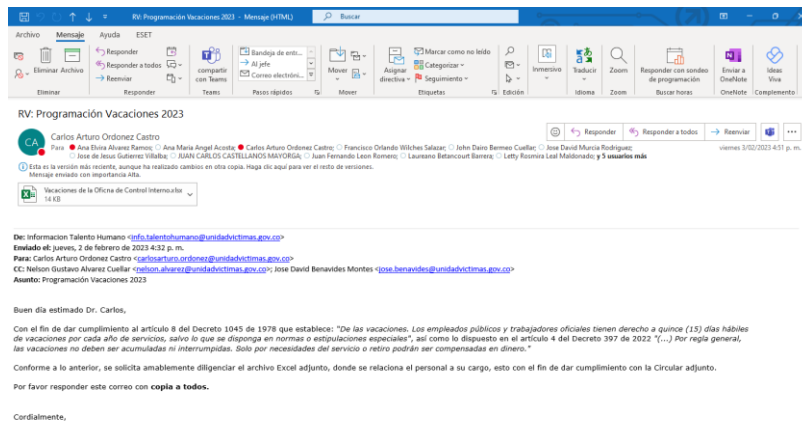 RV: Programación Vacaciones 2023 - Mensaje (HTML)
Buscar
Archivo Mensaje Ayuda ESET
Eliminar Archivo
Responder
Responder a todos
Reenviar
compartir con Teams
Bandeja de entr...
Al jefe
Correo electróni...
Mover
Asignar directiva
Marcar como no leído
Categorizar
Seguimiento
Inmersivo
Traducir
Zoom
Responder con sondeo de programación
Enviar a OneNote
Ideas Viva
Eliminar Responder Teams Pasos rápidos Mover Etiquetas Edición Idioma Zoom Buscar horas OneNote Complemento
RV: Programación Vacaciones 2023
CA
Carlos Arturo Ordonez Castro
Responder Responder a todos Reenviar
Para Ana Elvira Alvarez Ramos; Ana Maria Angel Acosta; Carlos Arturo Ordonez Castro; Francisco Orlando Wilches Salazar; John Dairo Bermeo Cuellar; Jose David Murcia Rodriguez;
Jose de Jesus Gutierrez Villalba; JUAN CARLOS CASTELLANOS MAYORGA; Juan Fernando Leon Romero; Laureano Betancourt Barrera; Letty Rosmira Leal Maldonado; y 5 usuarios más
viernes 3/02/2023 4:51 p. m.
Esta es la versión más reciente, aunque ha realizado cambios en otra copia. Haga clic aquí para ver el resto de versiones.
Mensaje enviado con importancia Alta.
Vacaciones de la Oficina de Control Interno.xlsx
14 KB
De: Informacion Talento Humano <info.talentohumano@unidadvictimas.gov.co>
Enviado el: jueves, 2 de febrero de 2023 4:32 p. m.
Para: Carlos Arturo Ordonez Castro <carlosarturo.ordonez@unidadvictimas.gov.co>
CC: Nelson Gustavo Alvarez Cuellar <nelson.alvarez@unidadvictimas.gov.co>; Jose David Benavides Montes <jose.benavides@unidadvictimas.gov.co>
Asunto: Programación Vacaciones 2023
Buen día estimado Dr. Carlos,
Con el fin de dar cumplimiento al artículo 8 del Decreto 1045 de 1978 que establece: "De las vacaciones. Los empleados públicos y trabajadores oficiales tienen derecho a quince (15) días hábiles
de vacaciones por cada año de servicios, salvo lo que se disponga en normas o estipulaciones especiales", así como lo dispuesto en el artículo 4 del Decreto 397 de 2022 "(...) Por regla general,
las vacaciones no deben ser acumuladas ni interrumpidas. Solo por necesidades del servicio o retiro podrán ser compensadas en dinero."
Conforme a lo anterior, se solicita amablemente diligenciar el archivo Excel adjunto, donde se relaciona el personal a su cargo, esto con el fin de dar cumplimiento con la Circular adjunto.
Por favor responder este correo con copia a todos.
Cordialmente,